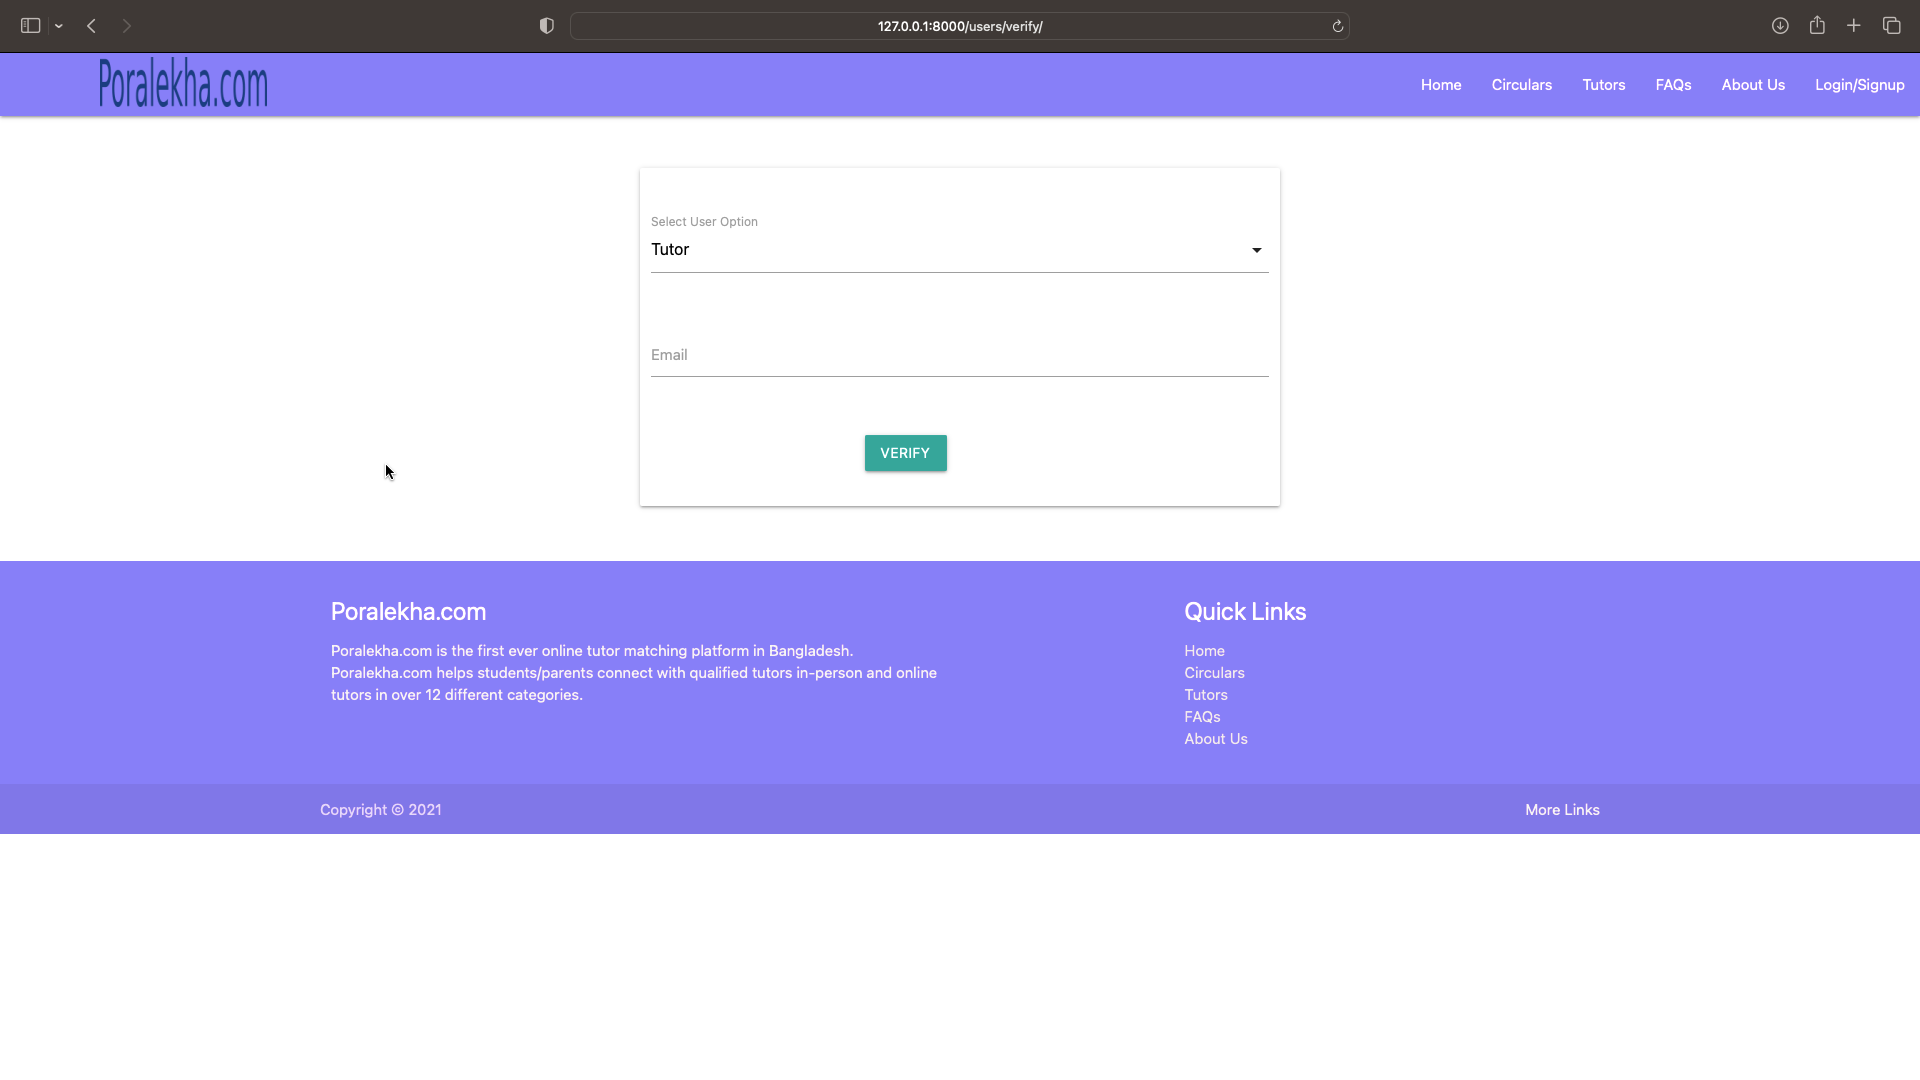 127.0.0.1:8000/users/verify/
Poralekha.com
Home Circulars Tutors FAQs About Us Login/Signup
Select User Option
Tutor
Email
VERIFY
Poralekha.com
Poralekha.com is the first ever online tutor matching platform in Bangladesh.
Poralekha.com helps students/parents connect with qualified tutors in-person and online
tutors in over 12 different categories.
Quick Links
Home
Circulars
Tutors
FAQs
About Us
Copyright © 2021
More Links